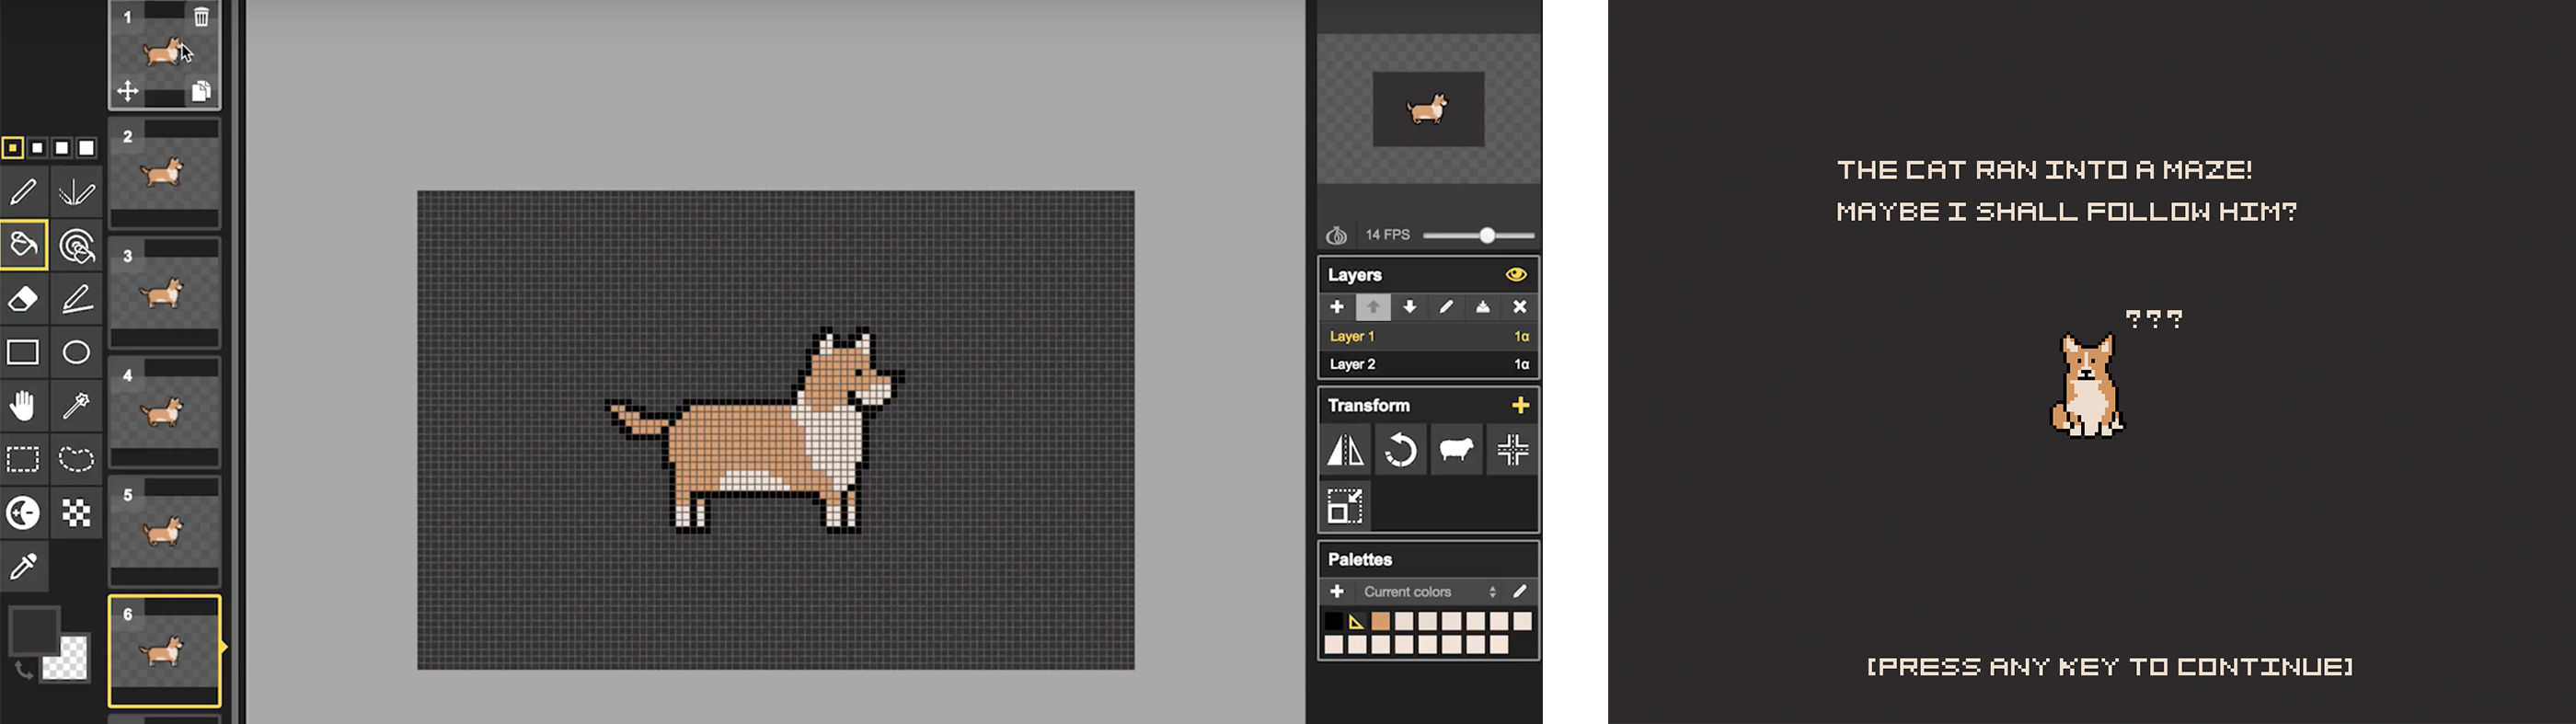 1
2
3
4
5
6
14 FPS
Layers
Layer 1 1α
Layer 2 1α
Transform
Palettes
Current colors
THE CAT RAN INTO A MAZE!
MAYBE I SHALL FOLLOW HIM?
???
[PRESS ANY KEY TO CONTINUE]